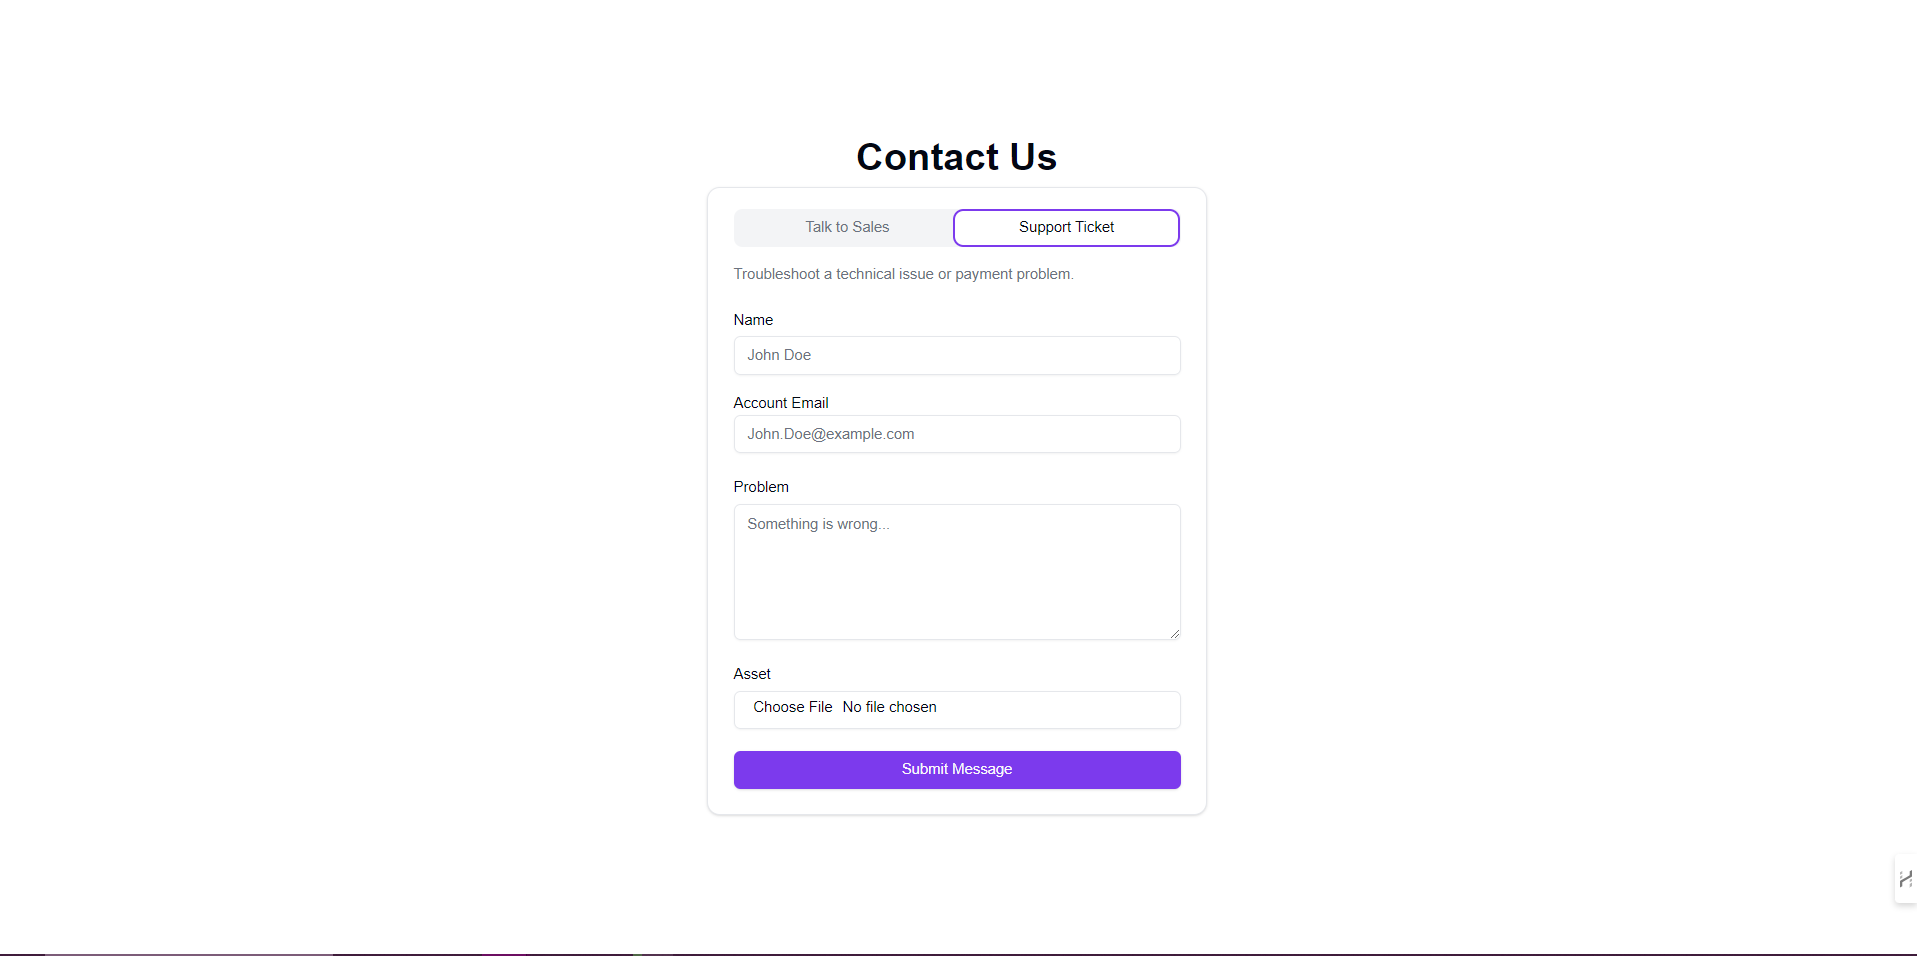 Contact Us
Talk to Sales
Support Ticket
Troubleshoot a technical issue or payment problem.
Name
John Doe
Account Email
John.Doe@example.com
Problem
Something is wrong...
Asset
Choose File No file chosen
Submit Message